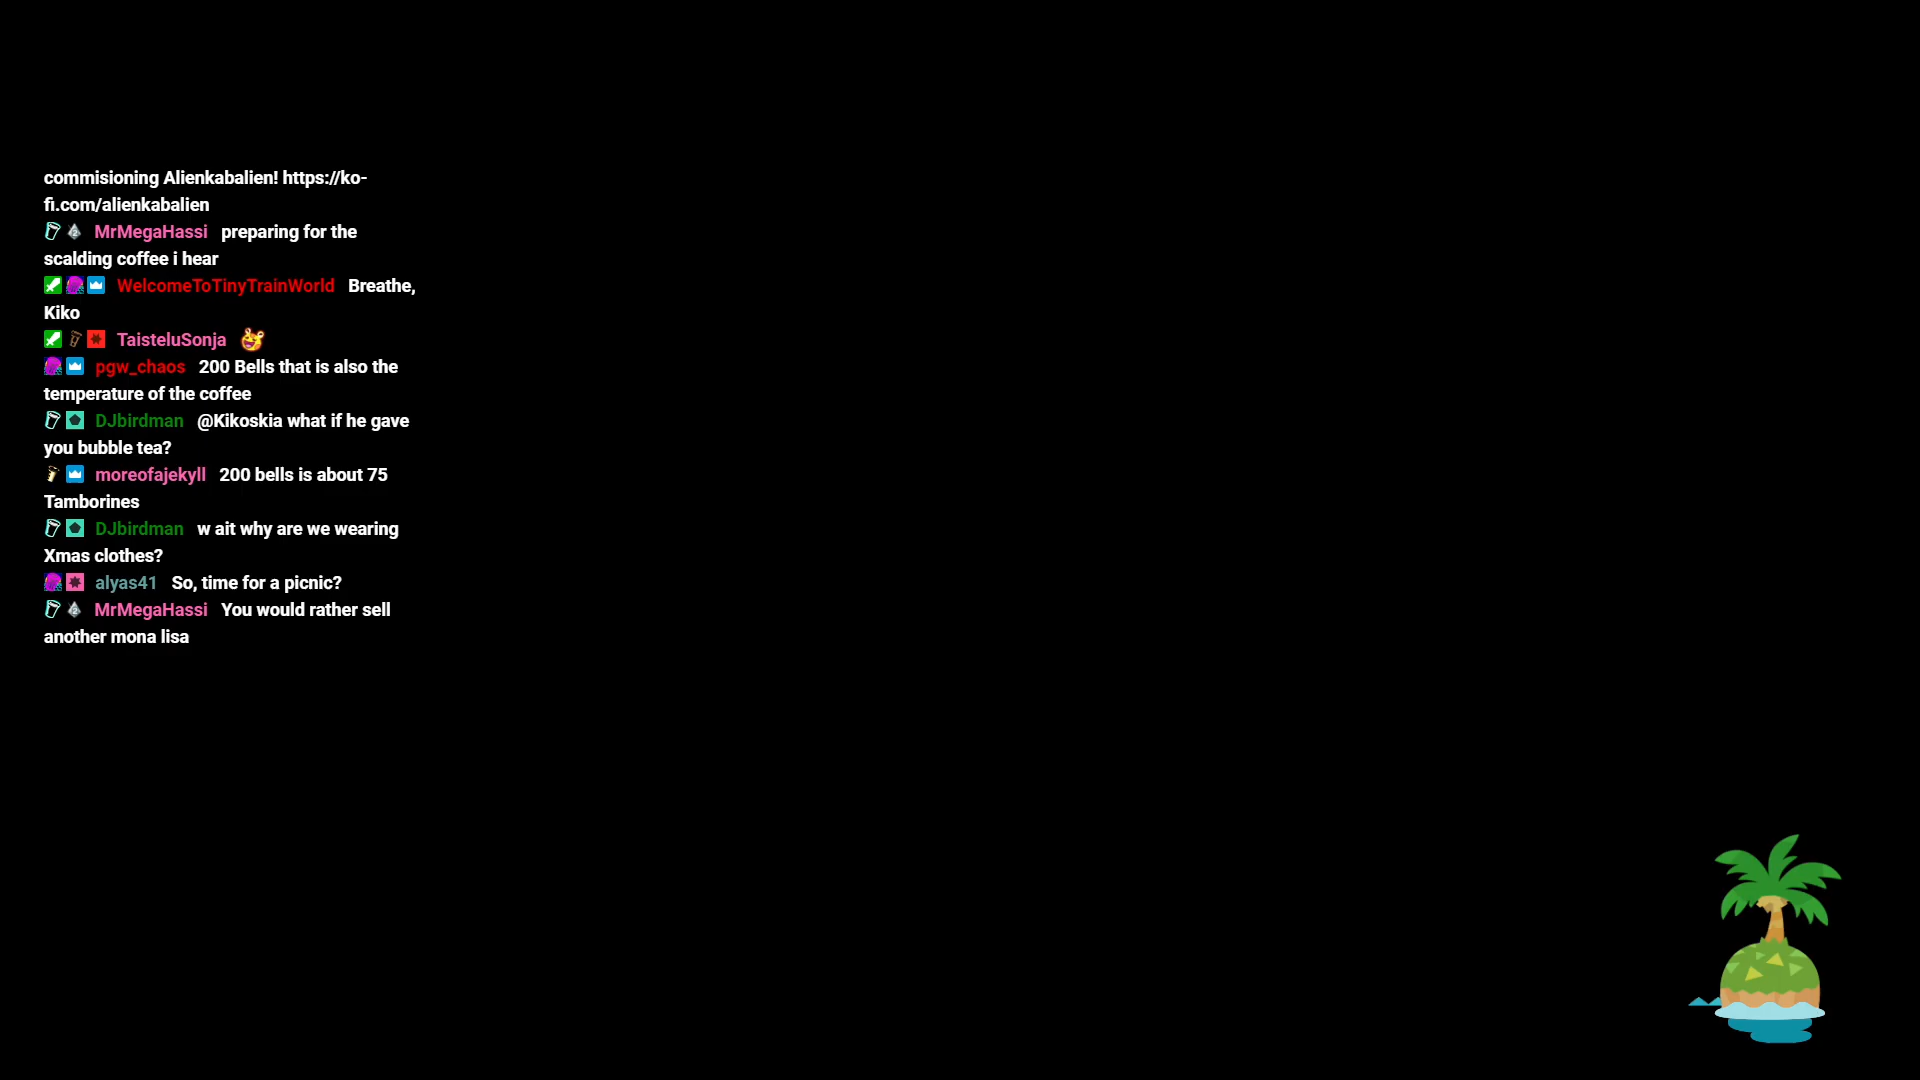 commisioning Alienkabalien! https://ko-
fi.com/alienkabalien
MrMegaHassi preparing for the
scalding coffee i hear
WelcomeToTinyTrainWorld Breathe,
Kiko
TaisteluSonja
pgw_chaos 200 Bells that is also the
temperature of the coffee
DJbirdman @Kikoskia what if he gave
you bubble tea?
moreofajekyll 200 bells is about 75
Tamborines
DJbirdman w ait why are we wearing
Xmas clothes?
alyas41 So, time for a picnic?
MrMegaHassi You would rather sell
another mona lisa